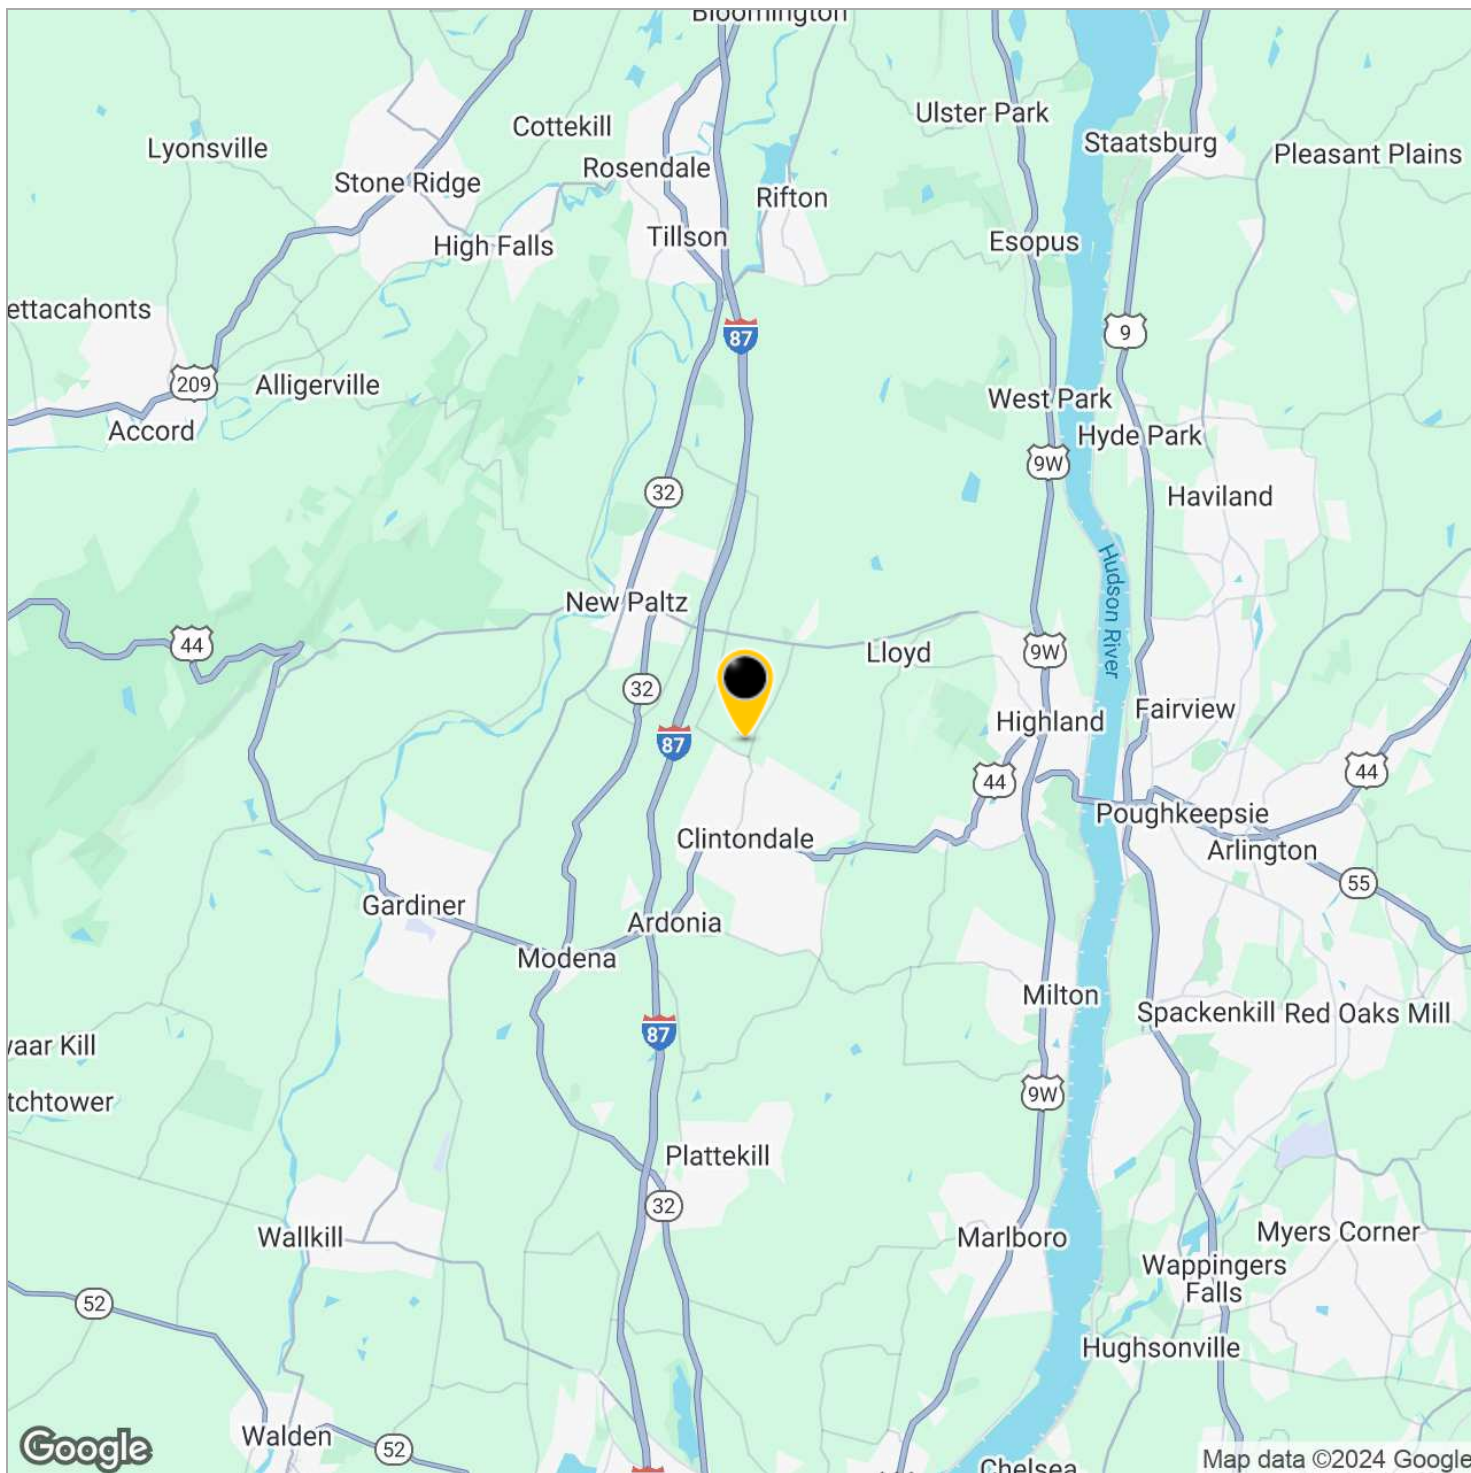 Bloomington
Ulster Park
Cottekill
Lyonsville
Staatsburg
Pleasant Plains
Rosendale
Stone Ridge
Rifton
Tillson
High Falls
Esopus
ettacahonts
87
9
209
Alligerville
West Park
Accord
Hyde Park
9W
32
Haviland
Hudson River
New Paltz
44
Lloyd
9W
32
Fairview
Highland
87
44
44
Poughkeepsie
Clintondale
Arlington
55
Gardiner
Ardonia
Modena
Milton
Spackenkill
Red Oaks Mill
87
vaar Kill
9W
tchtower
Plattekill
32
Wallkill
Marlboro
Myers Corner
Wappingers
Falls
52
Hughsonville
Walden
52
Google
Map data ©2024 Google
Chelsea